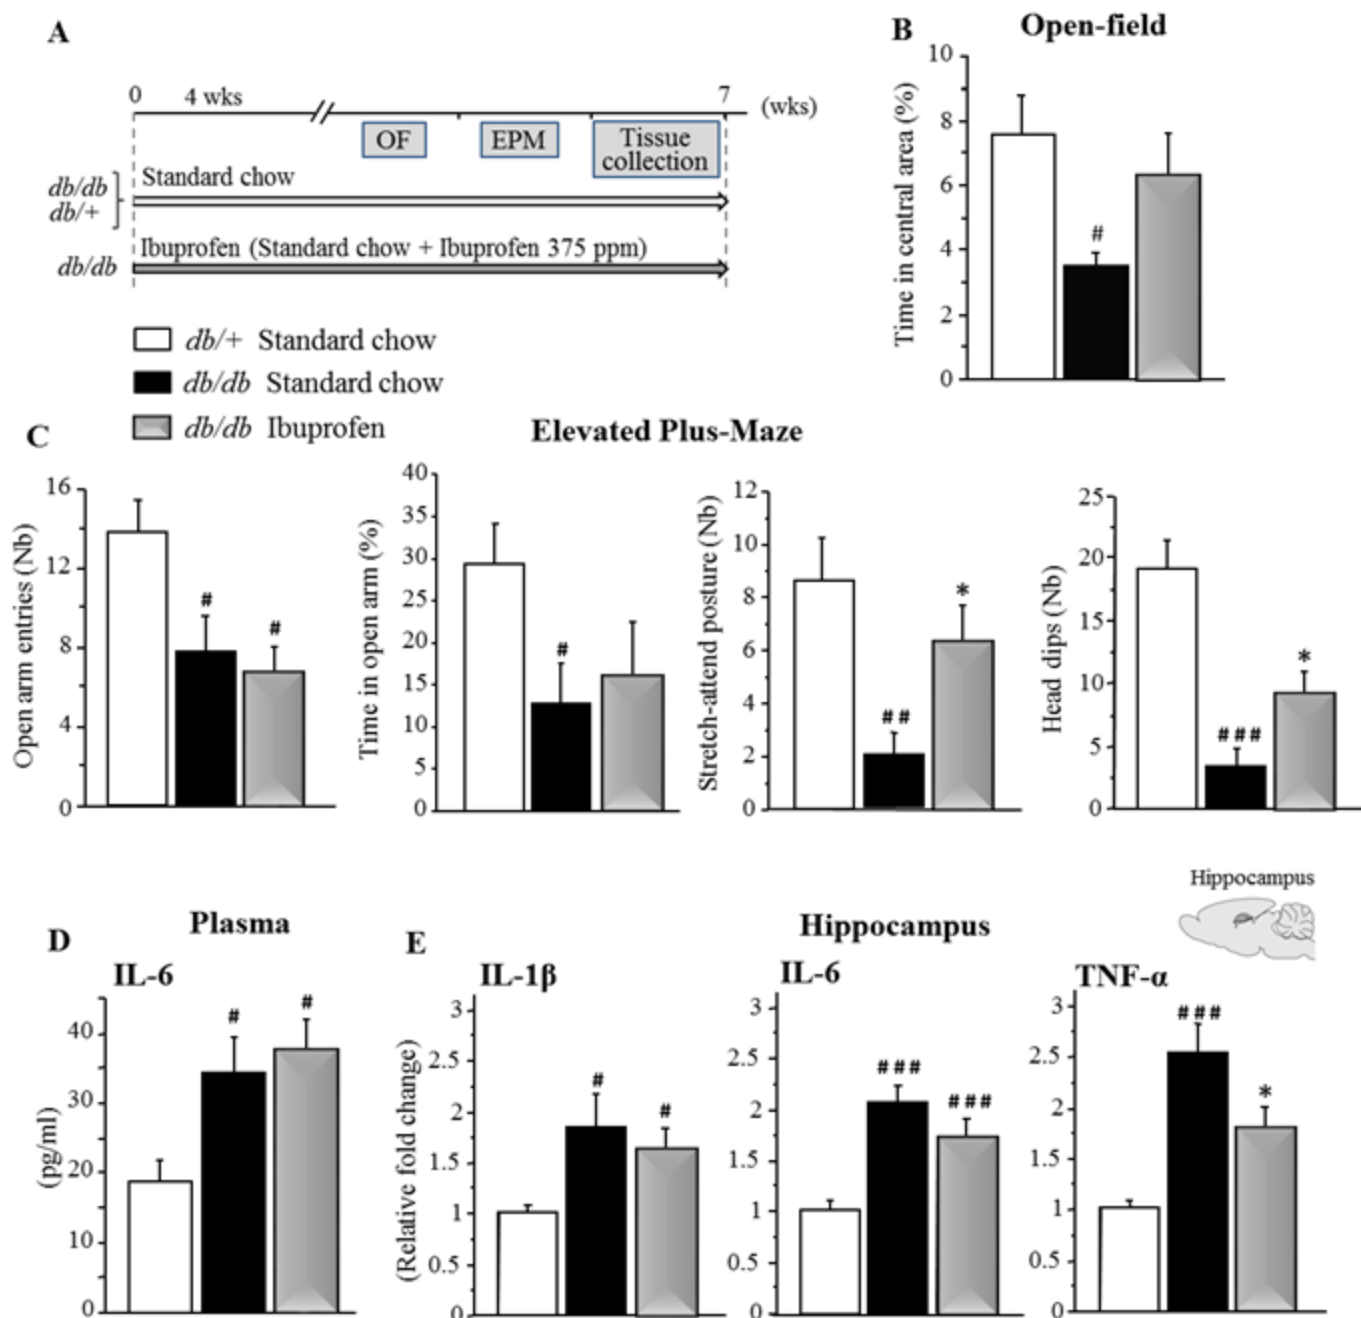 A
0 4 wks 7 (wks)
OF EPM Tissue
collection
db/db Standard chow
db/+
Ibuprofen (Standard chow + Ibuprofen 375 ppm)
db/db
db/+ Standard chow
db/db Standard chow
db/db Ibuprofen
B Open-field
Time in central area (%)
10
8
6
4
2
0
#
C Elevated Plus-Maze
Open arm entries (Nb)
16
12
8
4
0
# #
Time in open arm (%)
40
35
30
25
20
15
10
5
0
#
Stretch-attend posture (Nb)
12
10
8
6
4
2
0
## *
Head dips (Nb)
25
20
15
10
5
0
### *
Hippocampus
D Plasma
IL-6
(pg/ml)
40
30
20
10
0
# #
E Hippocampus
IL-1β
(Relative fold change)
3
2.5
2
1.5
1
0.5
0
# #
IL-6
3
2.5
2
1.5
1
0.5
0
### ###
TNF-α
3
2.5
2
1.5
1
0.5
0
### *